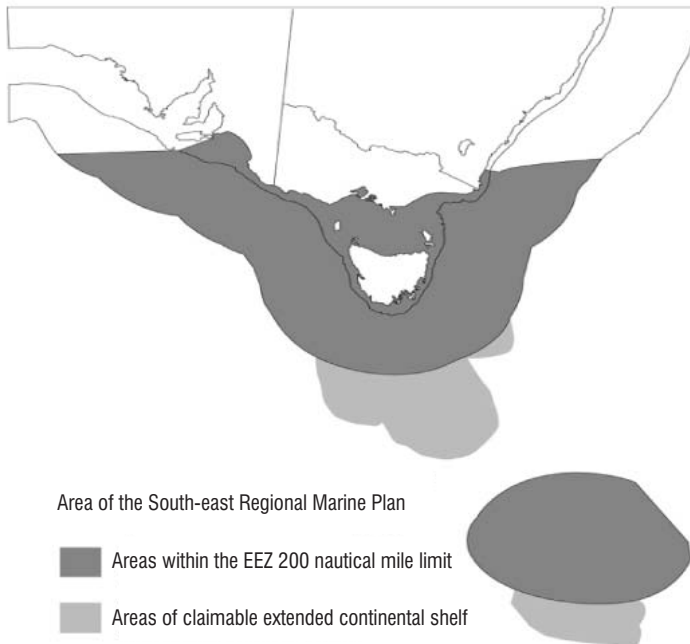 Area of the South-east Regional Marine Plan
Areas within the EEZ 200 nautical mile limit
Areas of claimable extended continental shelf